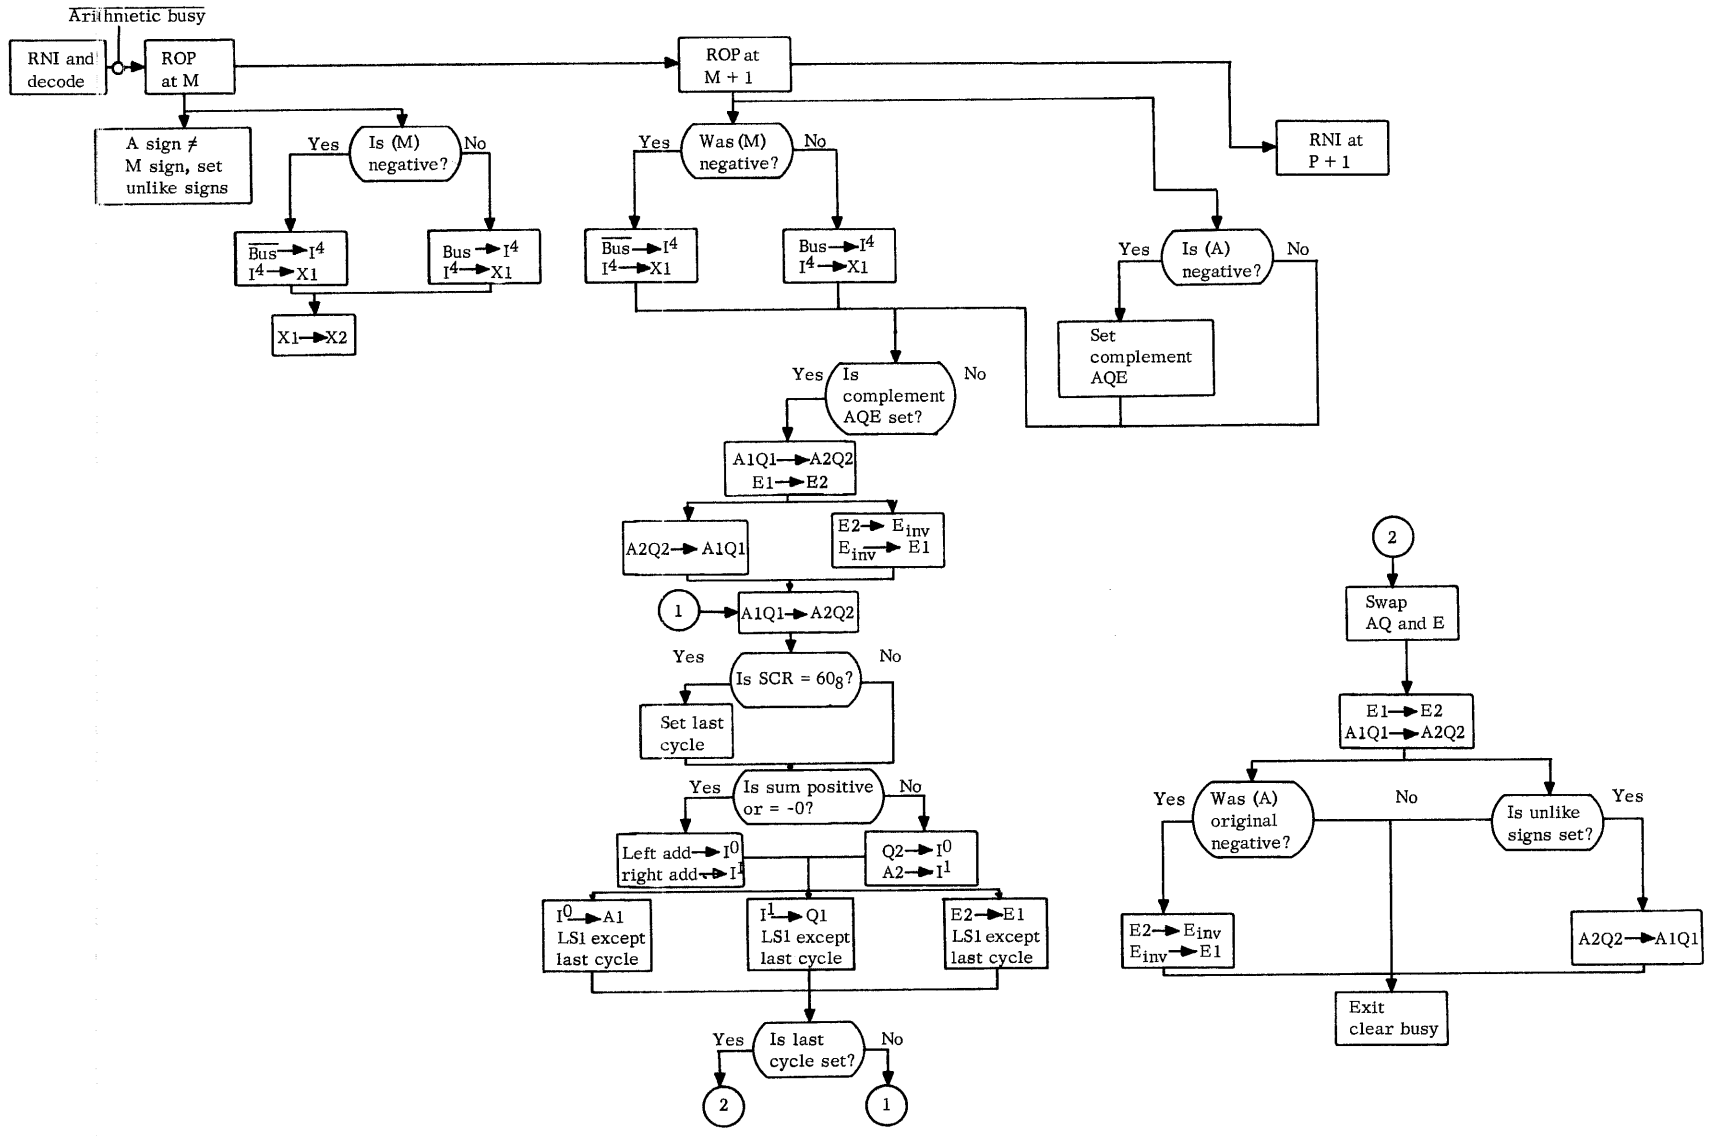 Arithmetic busy
RNI and
decode
ROP
at M
ROP at
M + 1
RNI at
P + 1
A sign ≠
M sign, set
unlike signs
Yes
Is (M)
negative?
No
Yes
Was (M)
negative?
No
Bus→I⁴
I⁴→X1
Bus→I⁴
I⁴→X1
X1→X2
Bus→I⁴
I⁴→X1
Bus→I⁴
I⁴→X1
Yes
Is (A)
negative?
No
Set
complement
AQE
Yes
Is
complement
AQE set?
No
A1Q1→A2Q2
E1→E2
A2Q2→A1Q1
E2→Einv
Einv→E1
1
A1Q1→A2Q2
Yes
Is SCR = 60₈?
No
Set last
cycle
Yes
Is sum positive
or = -0?
No
Left add→I⁰
right add→I¹
Q2→I⁰
A2→I¹
I⁰→A1
LS1 except
last cycle
I¹→Q1
LS1 except
last cycle
E2→E1
LS1 except
last cycle
Yes
Is last
cycle set?
No
2
1
2
Swap
AQ and E
E1→E2
A1Q1→A2Q2
Yes
Was (A)
original
negative?
No
Is unlike
signs set?
Yes
E2→Einv
Einv→E1
A2Q2→A1Q1
Exit
clear busy